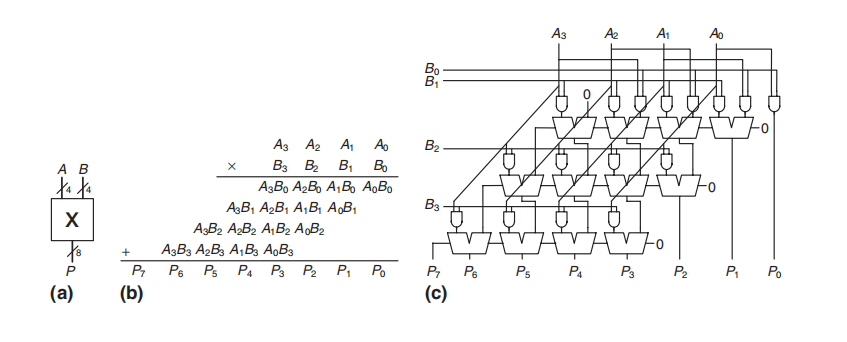 A B
4 4
X
8
P
(a)
A₃ A₂ A₁ A₀
× B₃ B₂ B₁ B₀
A₃B₀ A₂B₀ A₁B₀ A₀B₀
A₃B₁ A₂B₁ A₁B₁ A₀B₁
A₃B₂ A₂B₂ A₁B₂ A₀B₂
+ A₃B₃ A₂B₃ A₁B₃ A₀B₃
P₇ P₆ P₅ P₄ P₃ P₂ P₁ P₀
(b)
A₃ A₂ A₁ A₀
B₀
B₁
0
0
B₂
0
B₃
0
P₇ P₆ P₅ P₄ P₃ P₂ P₁ P₀
(c)